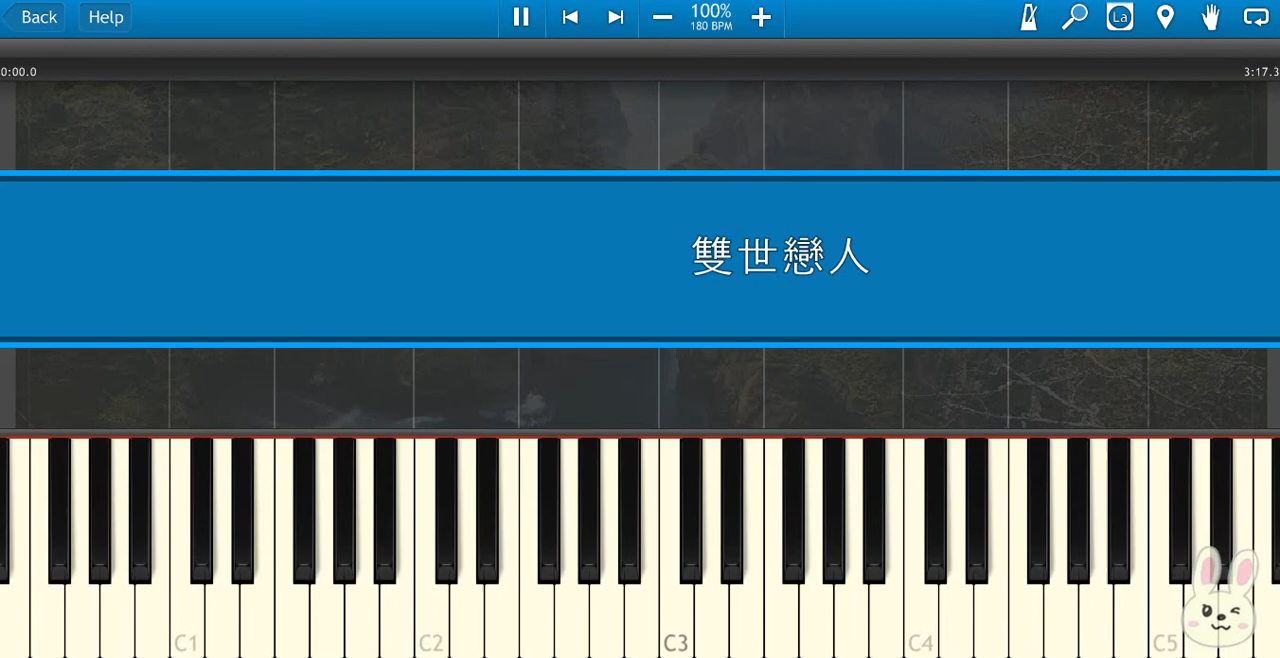 Back Help 100% La
180 BPM
0:00.0 3:17.3
雙世戀人
C1 C2 C3 C4 C5